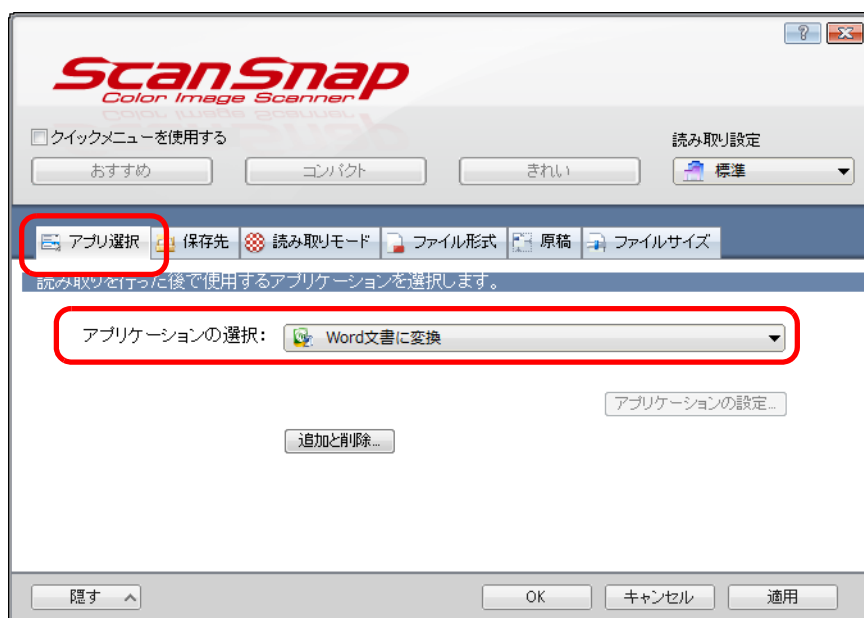 ScanSnap
Color Image Scanner
クイックメニューを使用する
読み取り設定
おすすめ コンパクト きれい 標準
アプリ選択 保存先 読み取りモード ファイル形式 原稿 ファイルサイズ
読み取りを行った後で使用するアプリケーションを選択します。
アプリケーションの選択: Word文書に変換
アプリケーションの設定...
追加と削除...
隠す OK キャンセル 適用